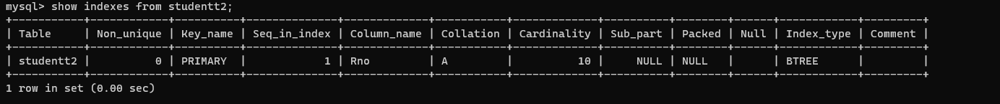 mysql> show indexes from studentt2;
+-----------+------------+----------+--------------+-------------+-----------+-------------+----------+--------+------+------------+---------+
| Table     | Non_unique | Key_name | Seq_in_index | Column_name | Collation | Cardinality | Sub_part | Packed | Null | Index_type | Comment |
+-----------+------------+----------+--------------+-------------+-----------+-------------+----------+--------+------+------------+---------+
| studentt2 |          0 | PRIMARY  |            1 | Rno         | A         |          10 |     NULL | NULL   |      | BTREE      |         |
+-----------+------------+----------+--------------+-------------+-----------+-------------+----------+--------+------+------------+---------+
1 row in set (0.00 sec)